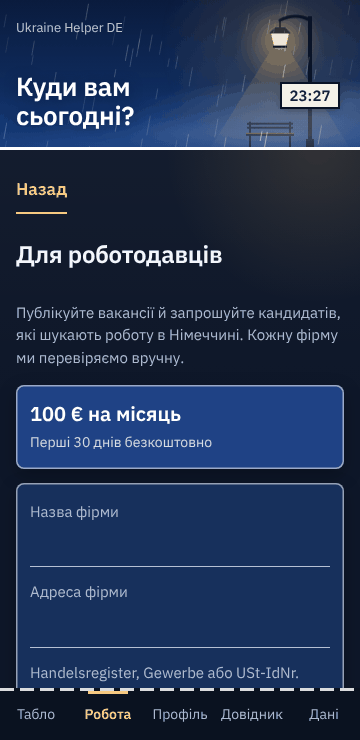 Ukraine Helper DE
Куди вам
сьогодні?
23:27
Назад
Для роботодавців
Публікуйте вакансії й запрошуйте кандидатів,
які шукають роботу в Німеччині. Кожну фірму
ми перевіряємо вручну.
100 € на місяць
Перші 30 днів безкоштовно
Назва фірми
Адреса фірми
Handelsregister, Gewerbe або USt-IdNr.
Табло Робота Профіль Довідник Дані